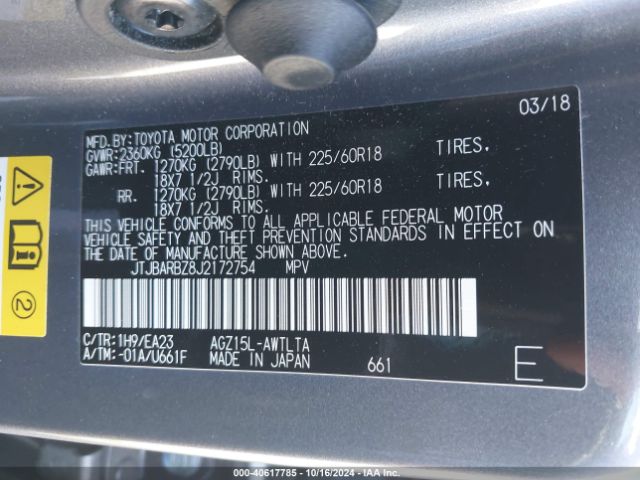 03/18
MFD.BY:TOYOTA MOTOR CORPORATION
GVWR:2360KG (5200LB)
GAWR:FRT. 1270KG (2790LB) WITH 225/60R18 TIRES,
18X7 1/2J RIMS.
RR. 1270KG (2790LB) WITH 225/60R18 TIRES,
18X7 1/2J RIMS.
THIS VEHICLE CONFORMS TO ALL APPLICABLE FEDERAL MOTOR
VEHICLE SAFETY AND THEFT PREVENTION STANDARDS IN EFFECT ON
THE DATE OF MANUFACTURE SHOWN ABOVE.
JTJBARBZ8J2172754 MPV
C/TR:1H9/EA23 AGZ15L-AWTLTA
A/TM:-01A/U661F MADE IN JAPAN 661 E
2
000-40617785 - 10/16/2024 - IAA Inc.